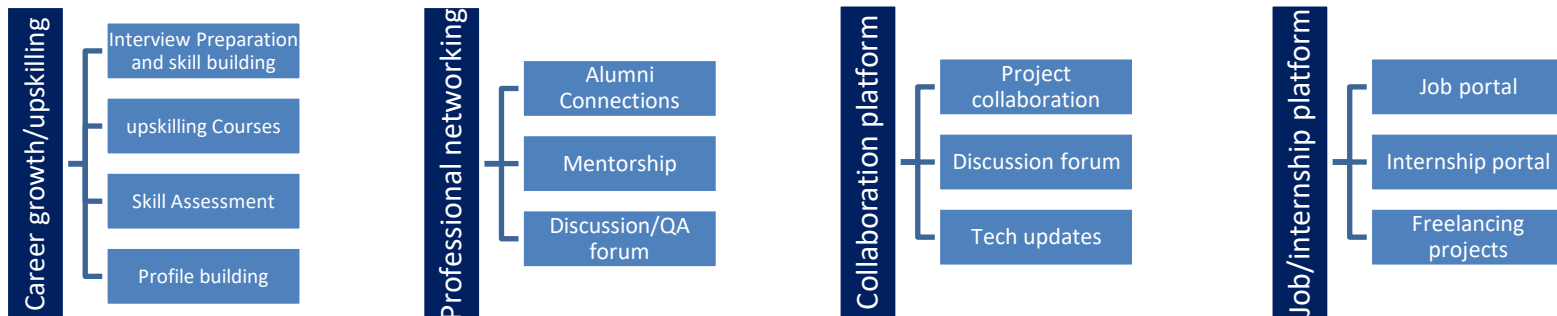 Career growth/upskilling
Interview Preparation
and skill building
upskilling Courses
Skill Assessment
Profile building
Professional networking
Alumni
Connections
Mentorship
Discussion/QA
forum
Collaboration platform
Project
collaboration
Discussion forum
Tech updates
Job/internship platform
Job portal
Internship portal
Freelancing
projects